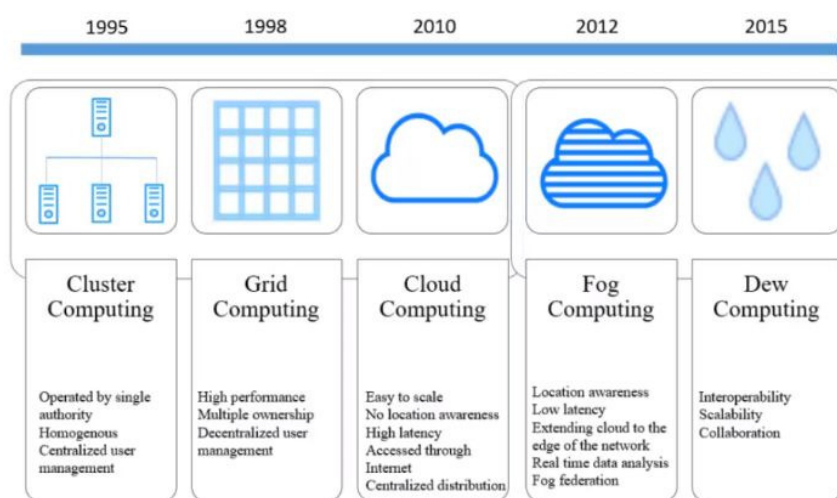 1995 1998 2010 2012 2015
Cluster
Computing
Operated by single
authority
Homogenous
Centralized user
management
Grid
Computing
High performance
Multiple ownership
Decentralized user
management
Cloud
Computing
Easy to scale
No location awareness
High latency
Accessed through
Internet
Centralized distribution
Fog
Computing
Location awareness
Low latency
Extending cloud to the
edge of the network
Real time data analysis
Fog federation
Dew
Computing
Interoperability
Scalability
Collaboration